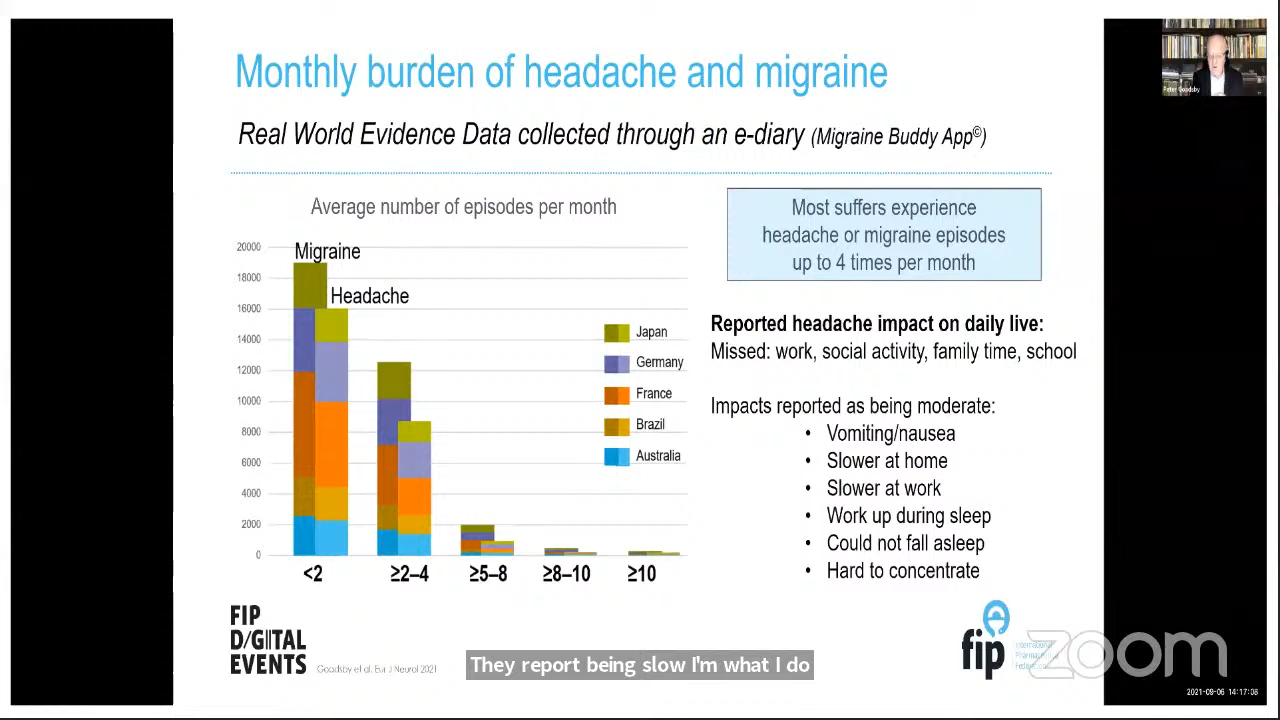 Monthly burden of headache and migraine
Real World Evidence Data collected through an e-diary (Migraine Buddy App©)
Average number of episodes per month
20000
18000
16000
14000
12000
10000
8000
6000
4000
2000
0
Migraine
Headache
Japan
Germany
France
Brazil
Australia
<2
≥2–4
≥5–8
≥8–10
≥10
Most suffers experience
headache or migraine episodes
up to 4 times per month
Reported headache impact on daily live:
Missed: work, social activity, family time, school
Impacts reported as being moderate:
• Vomiting/nausea
• Slower at home
• Slower at work
• Work up during sleep
• Could not fall asleep
• Hard to concentrate
FIP
D/G/TAL
EVENTS
Goadsby et al. Eur J Neurol 2021
They report being slow I'm what I do
fip
International
Pharmaceutical
Federation
zoom
2021-09-06 14:17:08
Peter Goadsby